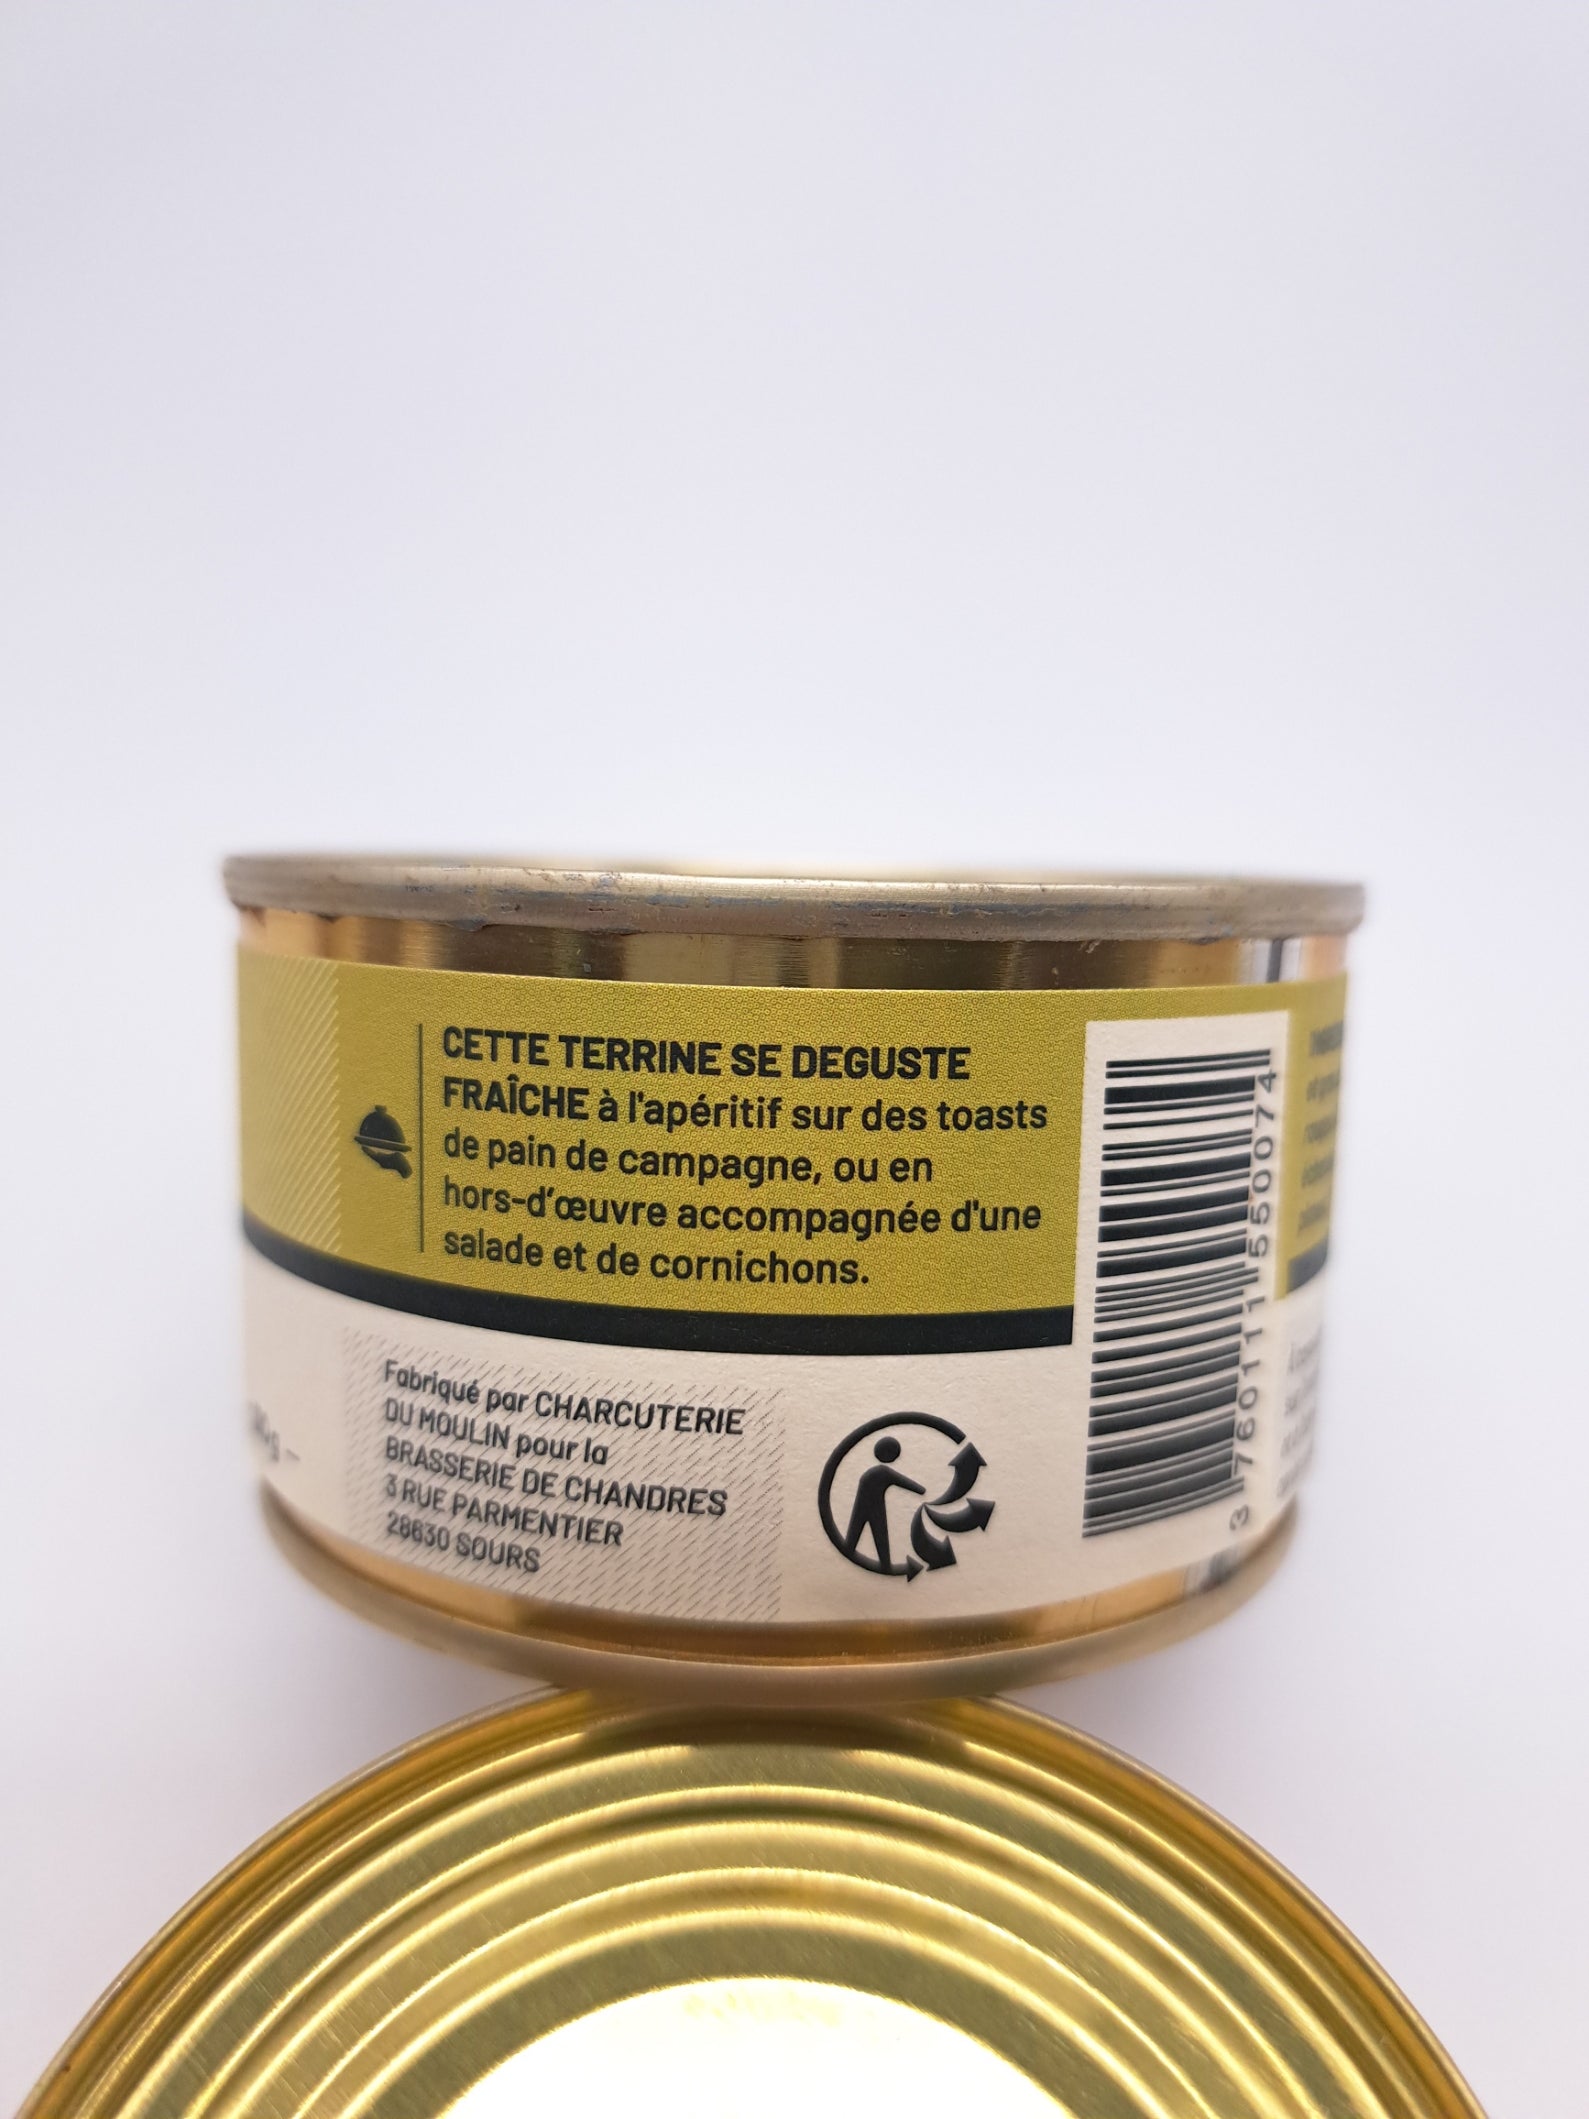 CETTE TERRINE SE DEGUSTE
FRAÎCHE à l'apéritif sur des toasts
de pain de campagne, ou en
hors-d'œuvre accompagnée d'une
salade et de cornichons.
Fabriqué par CHARCUTERIE
DU MOULIN pour la
BRASSERIE DE CHANDRES
3 RUE PARMENTIER
28630 SOURS
3 760111 550074